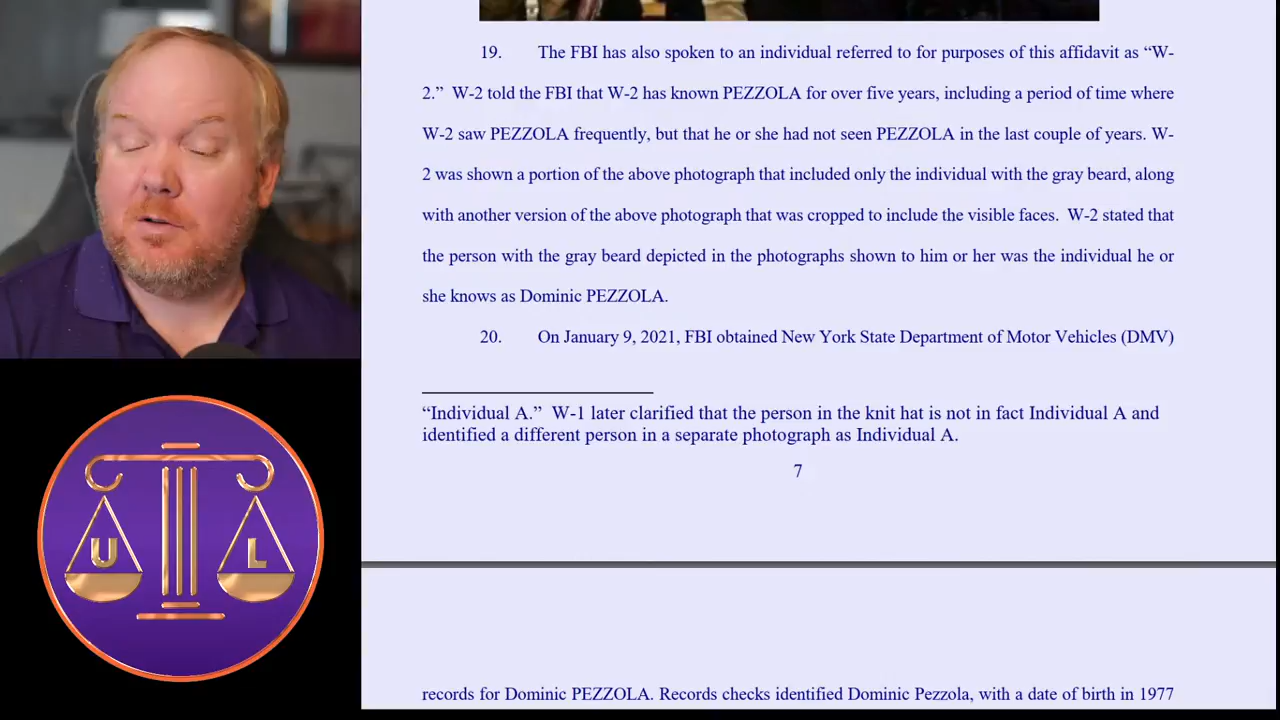 19. The FBI has also spoken to an individual referred to for purposes of this affidavit as “W-
2.” W-2 told the FBI that W-2 has known PEZZOLA for over five years, including a period of time where
W-2 saw PEZZOLA frequently, but that he or she had not seen PEZZOLA in the last couple of years. W-
2 was shown a portion of the above photograph that included only the individual with the gray beard, along
with another version of the above photograph that was cropped to include the visible faces. W-2 stated that
the person with the gray beard depicted in the photographs shown to him or her was the individual he or
she knows as Dominic PEZZOLA.
20. On January 9, 2021, FBI obtained New York State Department of Motor Vehicles (DMV)
“Individual A.” W-1 later clarified that the person in the knit hat is not in fact Individual A and
identified a different person in a separate photograph as Individual A.
7
records for Dominic PEZZOLA. Records checks identified Dominic Pezzola, with a date of birth in 1977
U L